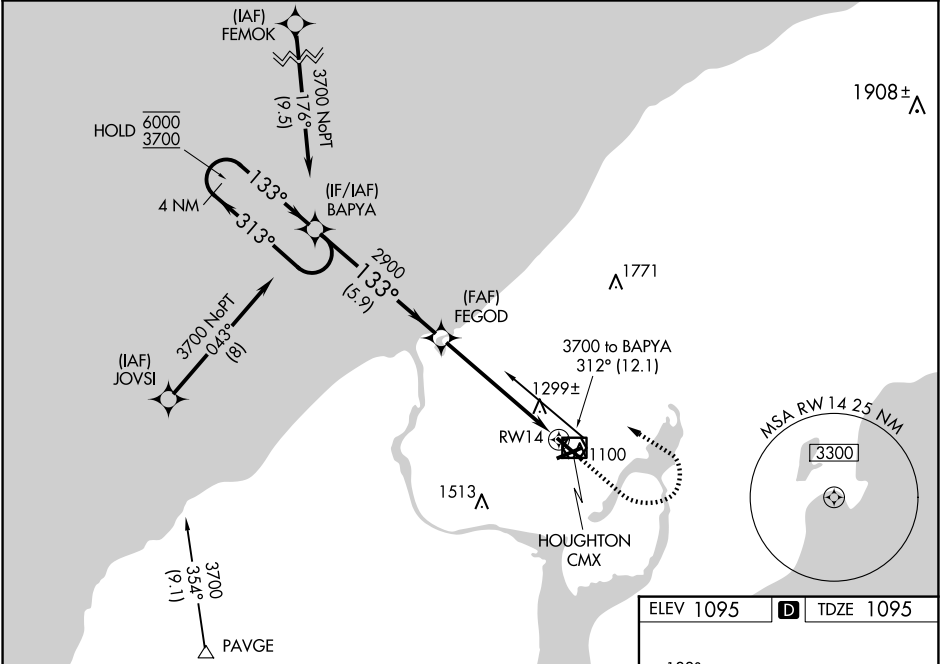 (IAF)
FEMOK
3700 NoPT
176°
(9.5)
1908±
HOLD 6000
3700
133°
4 NM
313°
(IF/IAF)
BAPYA
2900
133°
(5.9)
1771
(FAF)
FEGOD
3700 NoPT
043°
(8)
(IAF)
JOVSI
3700 to BAPYA
312° (12.1)
1299±
RW14
1100
MSA RW 14 25 NM
3300
1513
HOUGHTON
CMX
3700
354°
(9.1)
PAVGE
ELEV 1095 D TDZE 1095